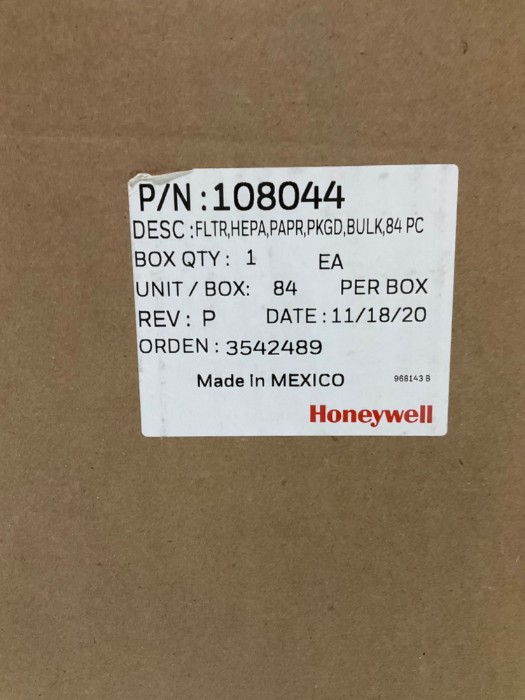 P/N:108044
DESC:FLTR,HEPA,PAPR,PKGD,BULK,84 PC
BOX QTY: 1 EA
UNIT / BOX: 84 PER BOX
REV: P DATE:11/18/20
ORDEN: 3542489
Made in MEXICO 968143 B
Honeywell